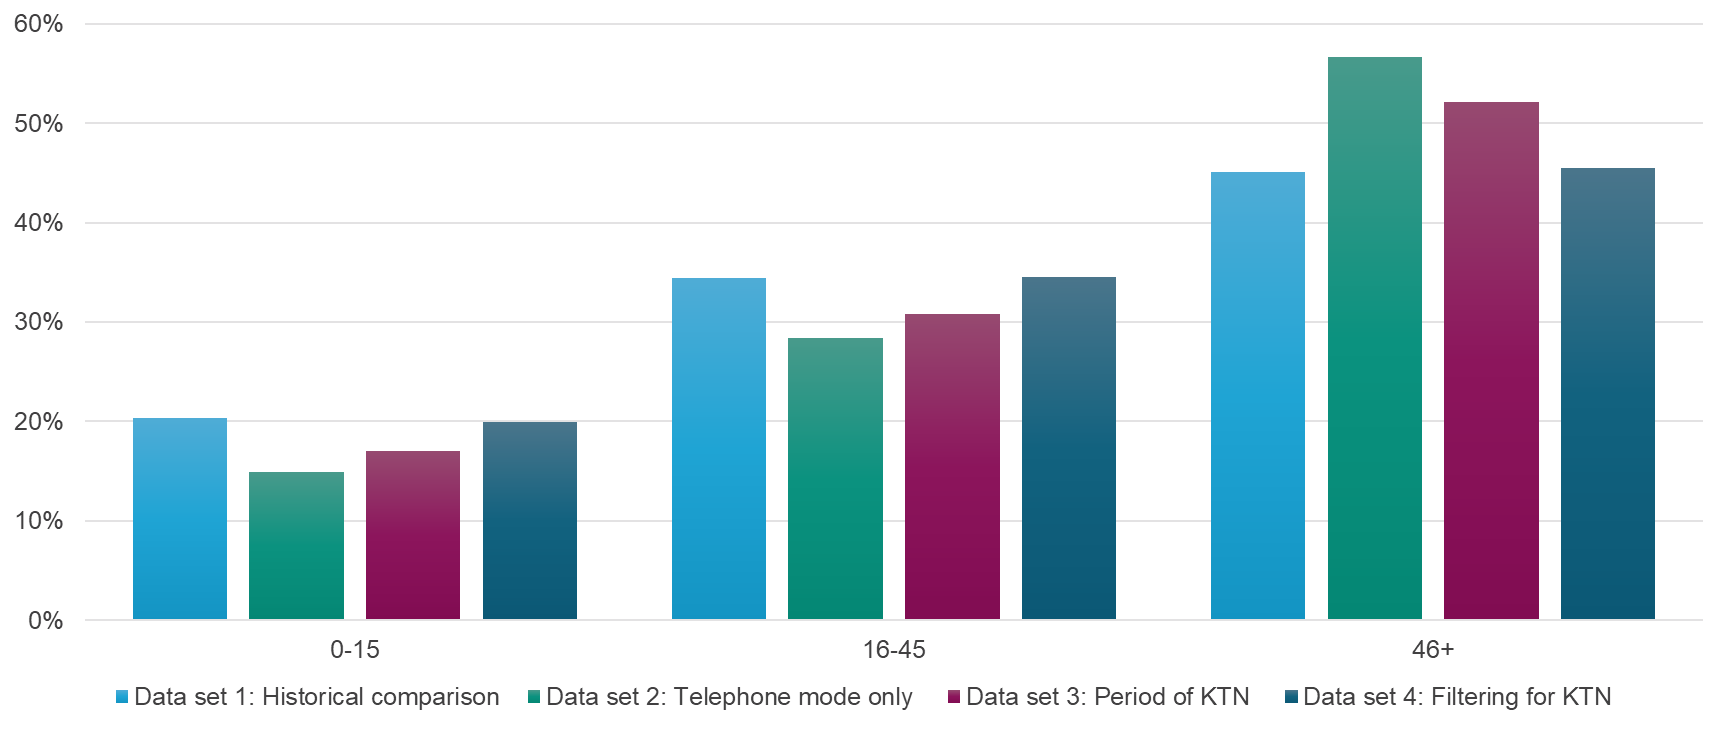 60%
50%
40%
30%
20%
10%
0%
0-15
16-45
46+
Data set 1: Historical comparison
Data set 2: Telephone mode only
Data set 3: Period of KTN
Data set 4: Filtering for KTN